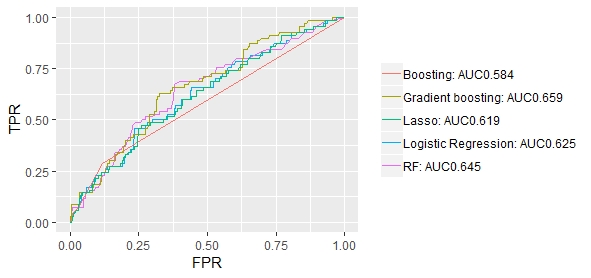 1.00
0.75
0.50
0.25
0.00
TPR
0.00 0.25 0.50 0.75 1.00
FPR
Boosting: AUC0.584
Gradient boosting: AUC0.659
Lasso: AUC0.619
Logistic Regression: AUC0.625
RF: AUC0.645